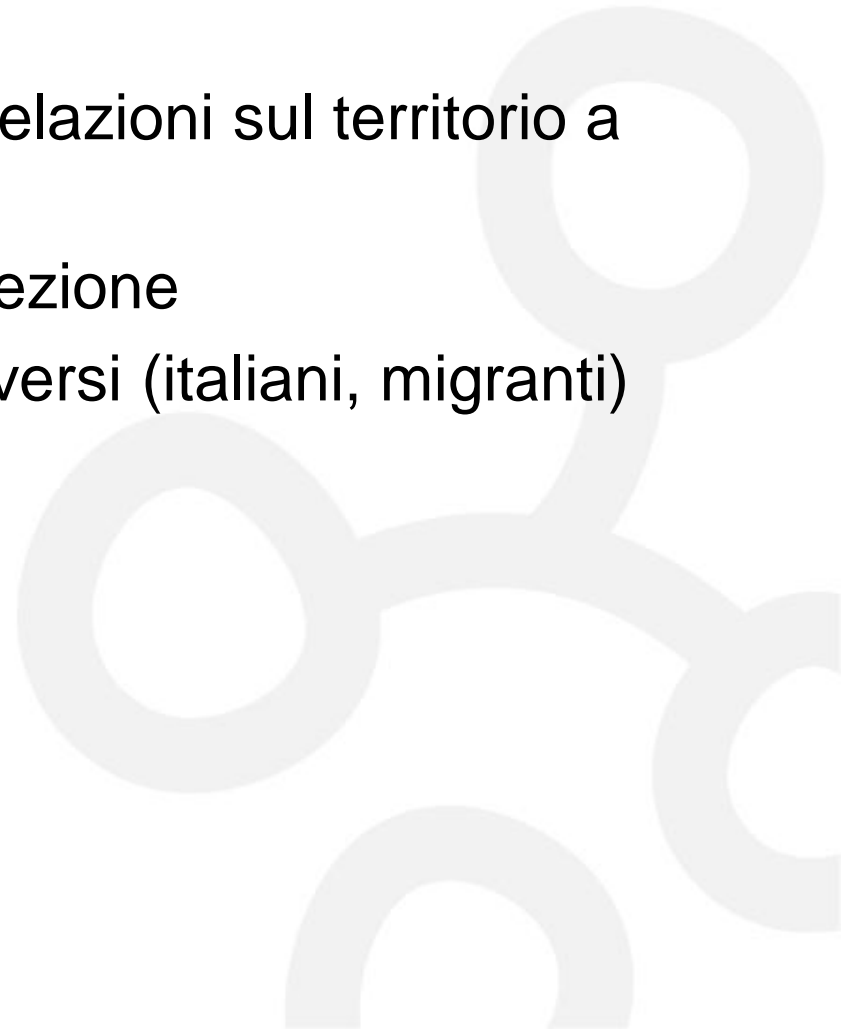 elazioni sul territorio a
ezione
versi (italiani, migranti)